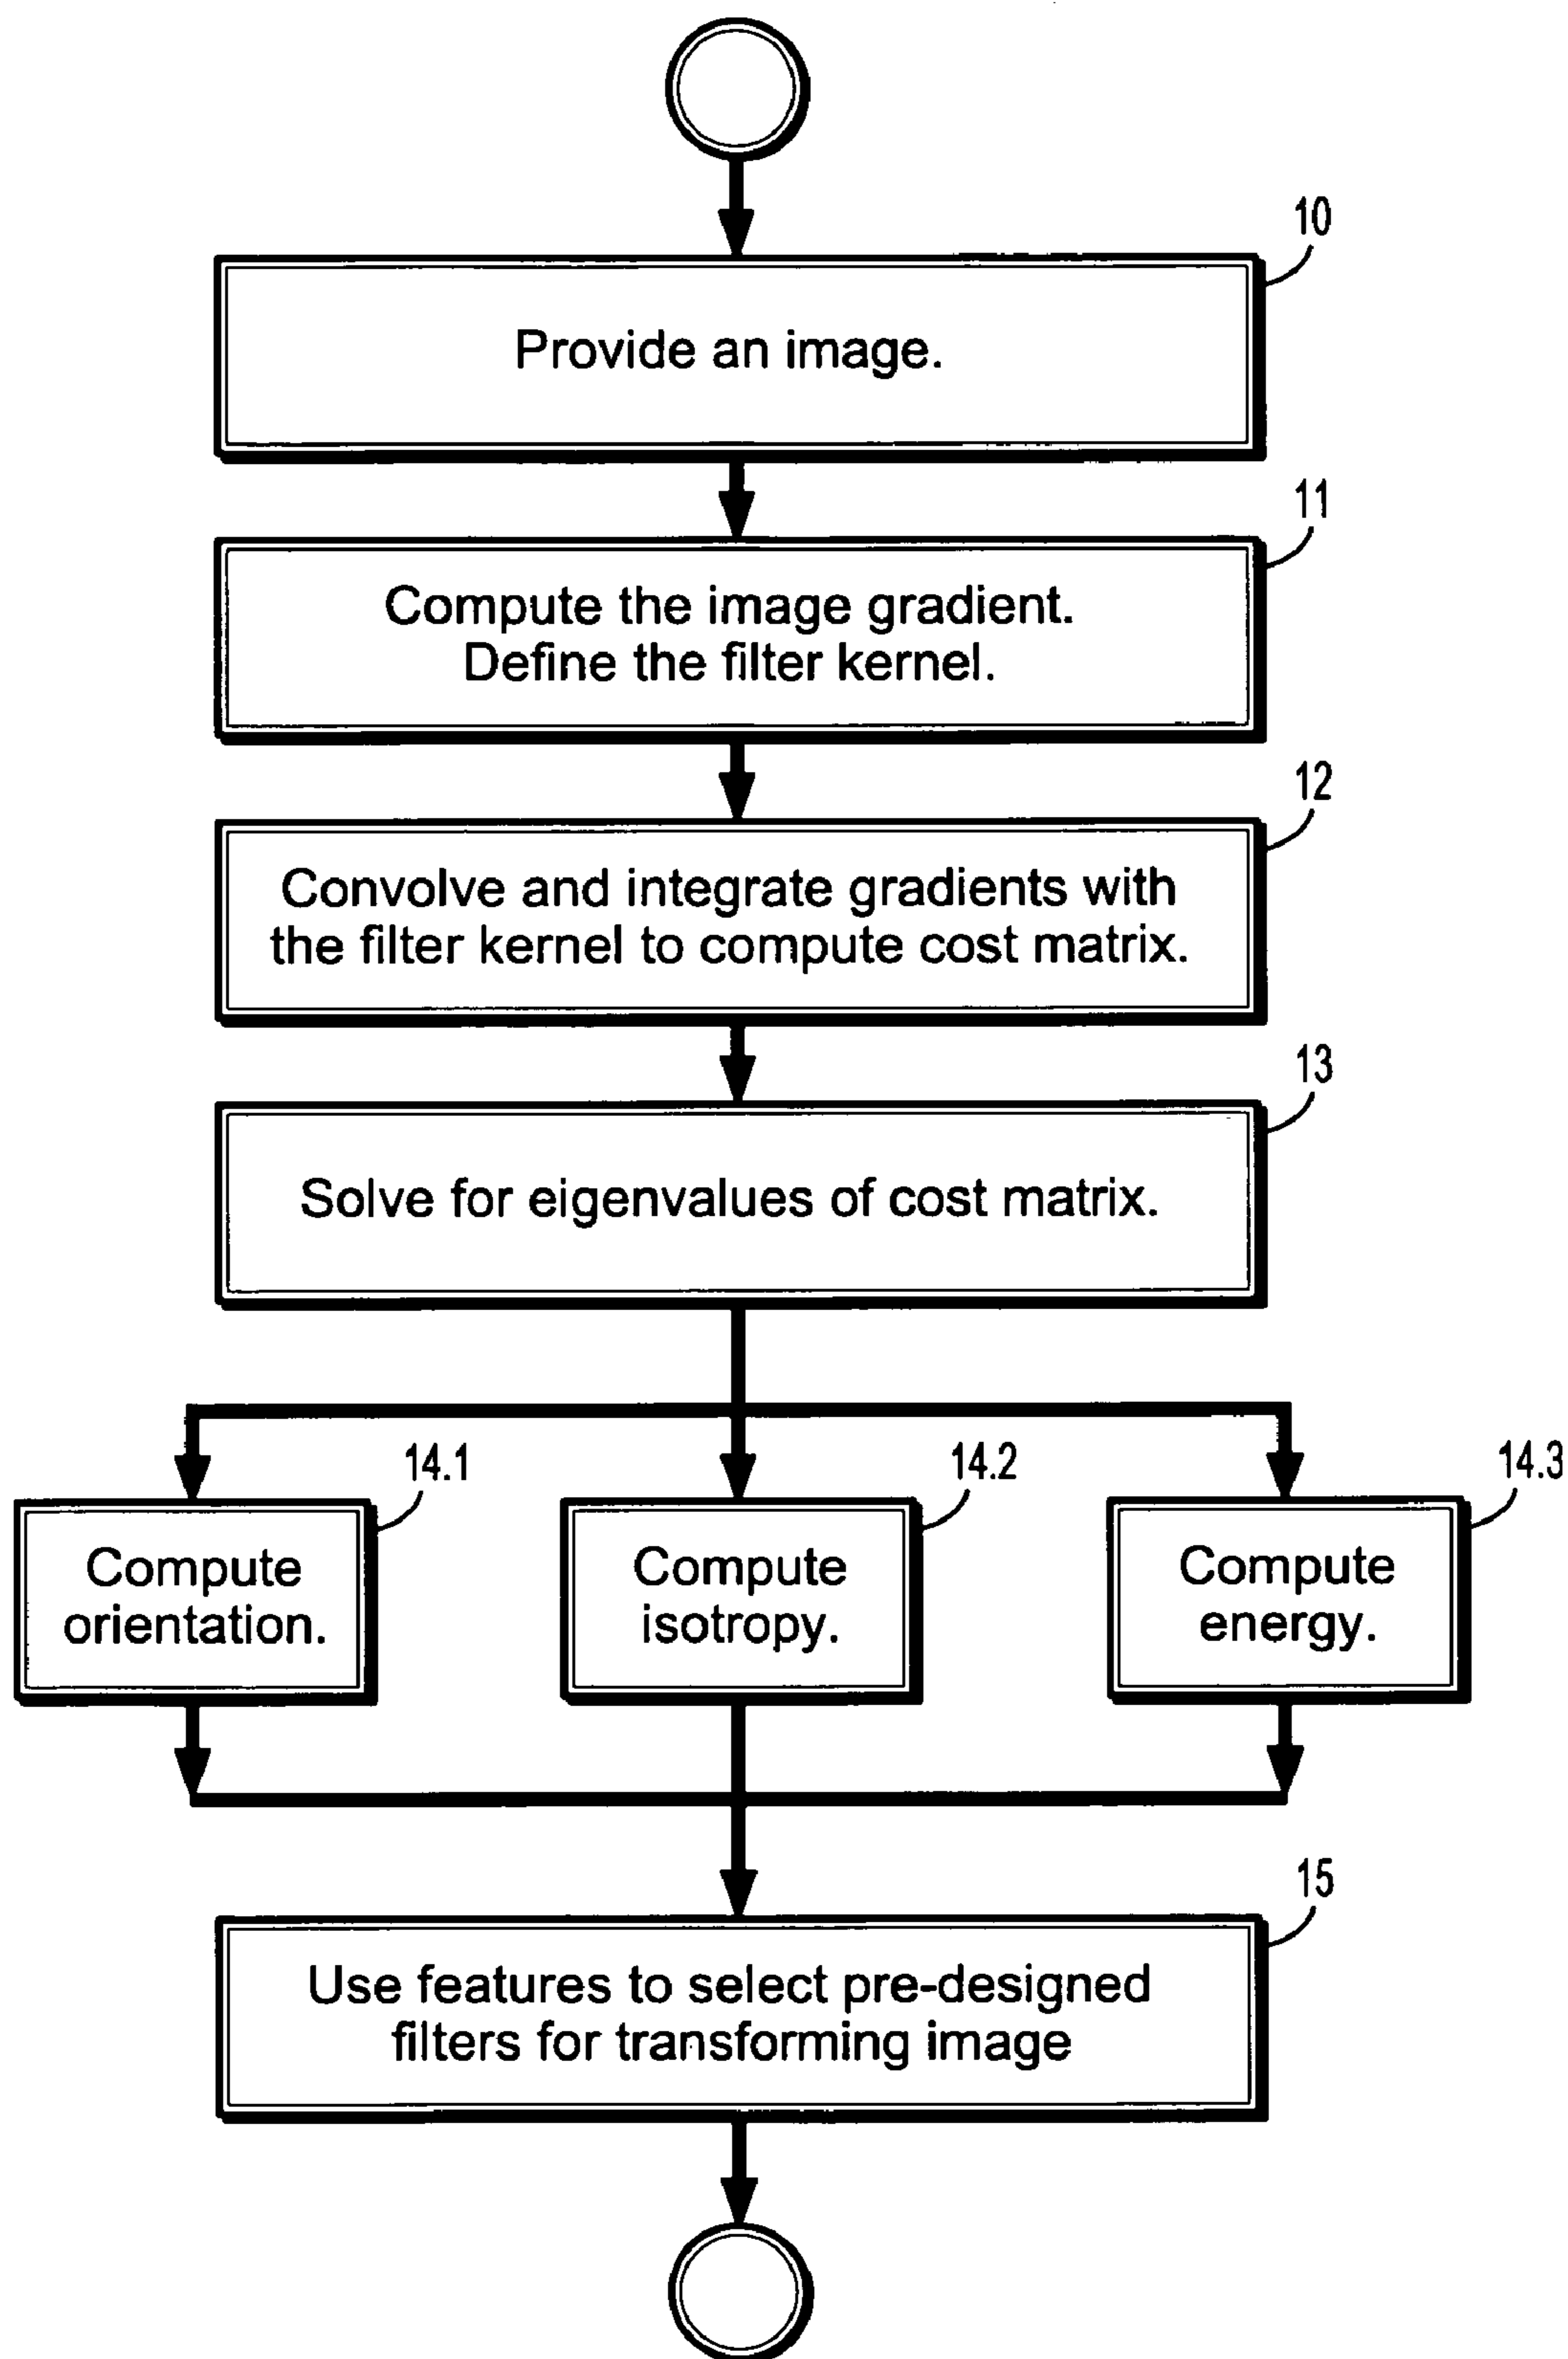 10
Provide an image.
11
Compute the image gradient.
Define the filter kernel.
12
Convolve and integrate gradients with
the filter kernel to compute cost matrix.
13
Solve for eigenvalues of cost matrix.
14.1
Compute
orientation.
14.2
Compute
isotropy.
14.3
Compute
energy.
15
Use features to select pre-designed
filters for transforming image